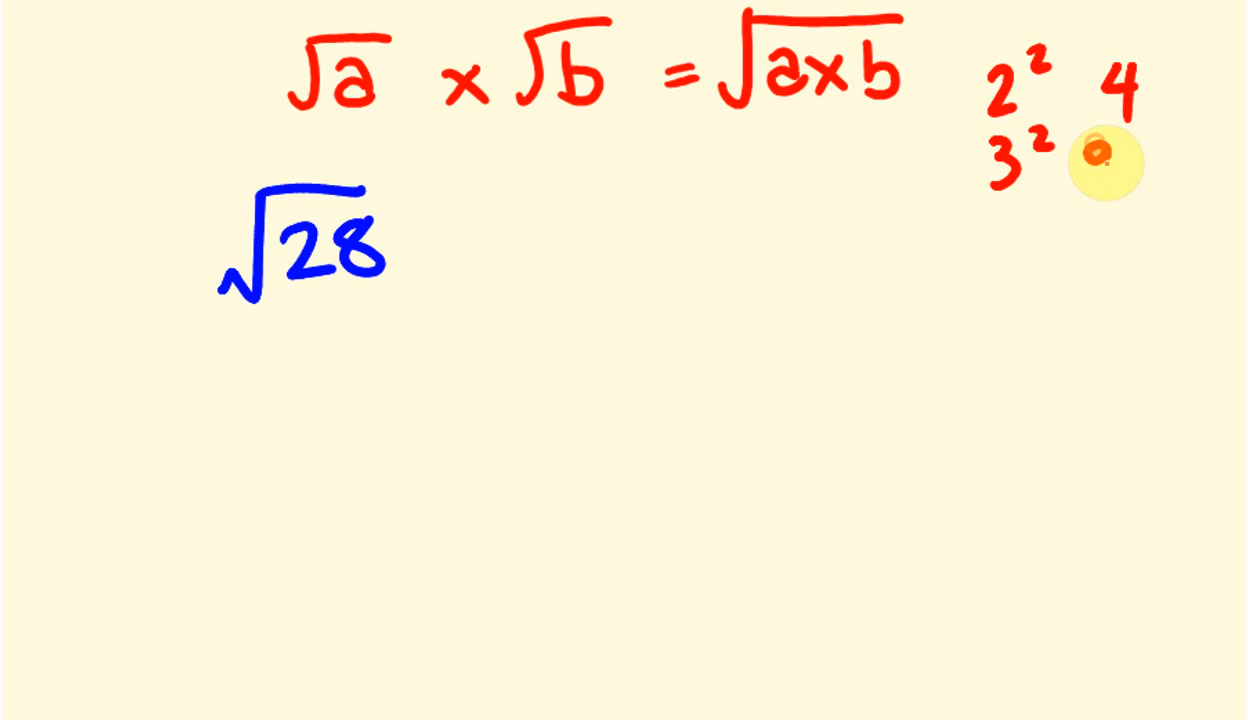 √a × √b = √a×b
2² 4
3²
√28